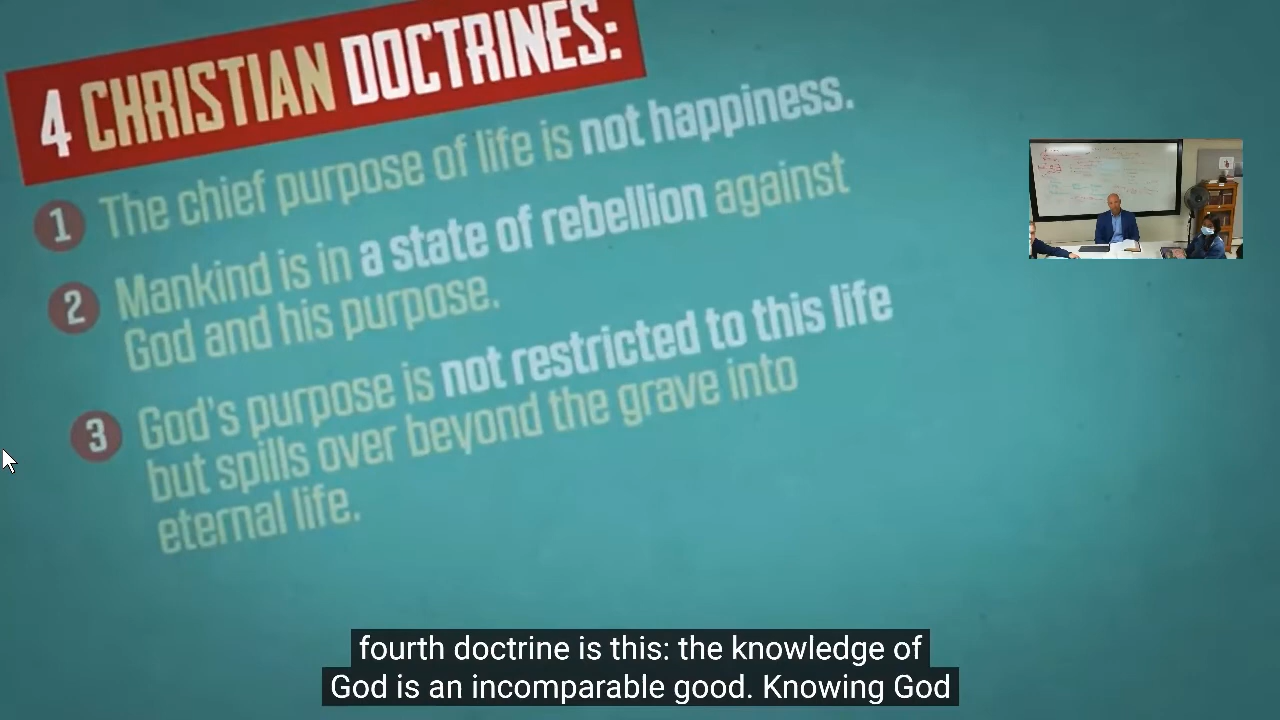 4 CHRISTIAN DOCTRINES:
1 The chief purpose of life is not happiness.
2 Mankind is in a state of rebellion against
God and his purpose.
3 God's purpose is not restricted to this life
but spills over beyond the grave into
eternal life.
fourth doctrine is this: the knowledge of
God is an incomparable good. Knowing God